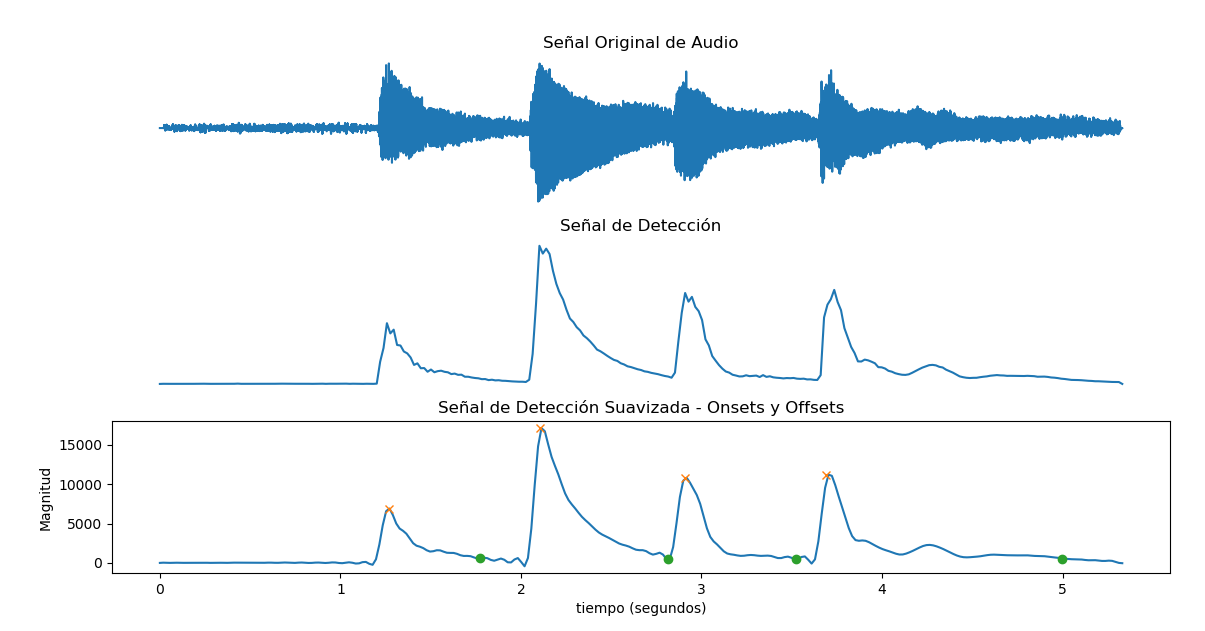 Señal Original de Audio
Señal de Detección
Señal de Detección Suavizada - Onsets y Offsets
Magnitud
15000
10000
5000
0
0 1 2 3 4 5
tiempo (segundos)